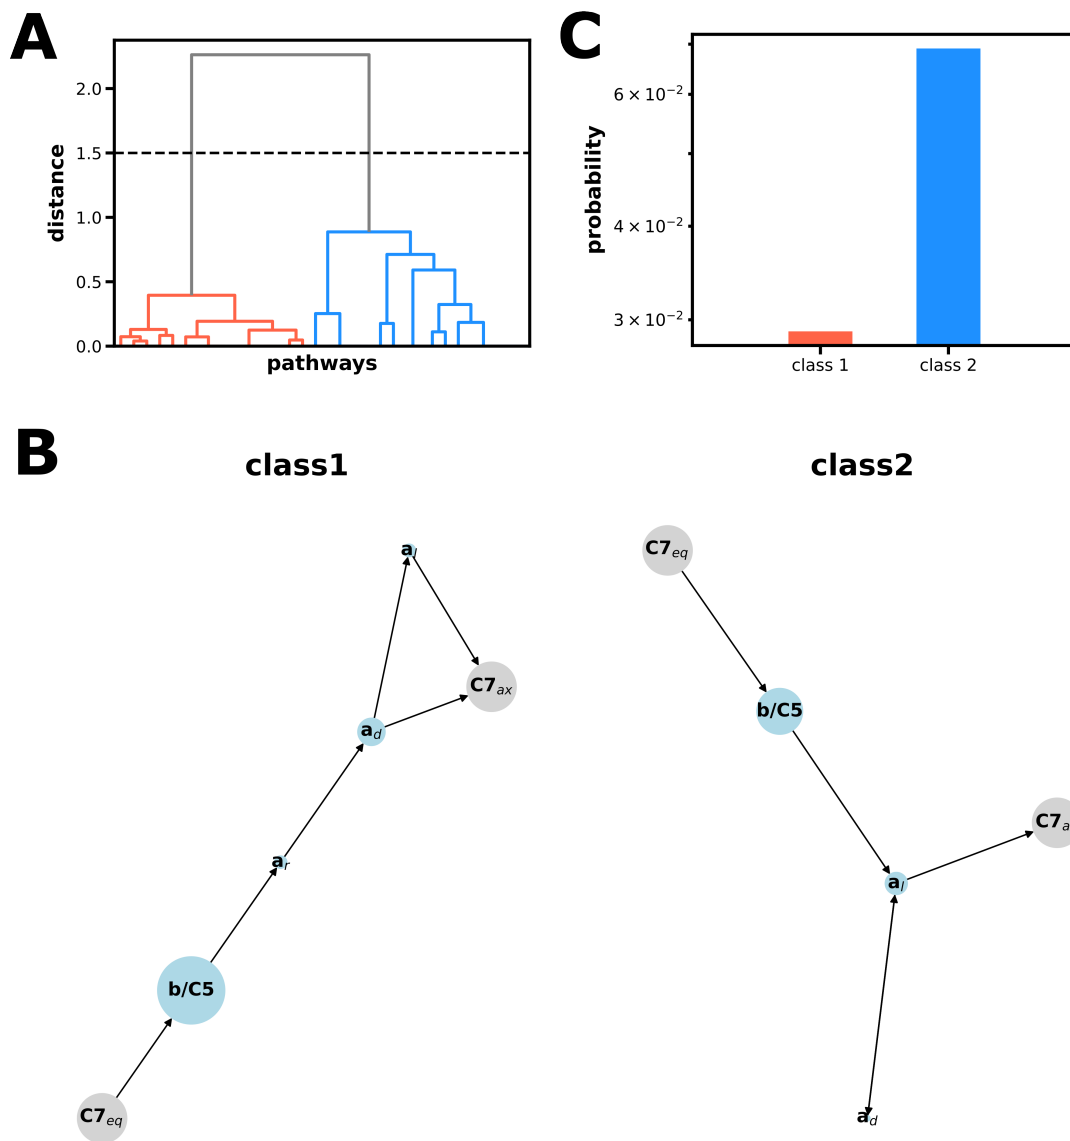 A
distance
2.0
1.5
1.0
0.5
0.0
pathways
C
probability
6 × 10⁻²
4 × 10⁻²
3 × 10⁻²
class 1
class 2
B
class1
aₗ
C7ₐₓ
a_d
aᵣ
b/C5
C7_eq
class2
C7_eq
b/C5
C7ₐ
aₗ
a_d